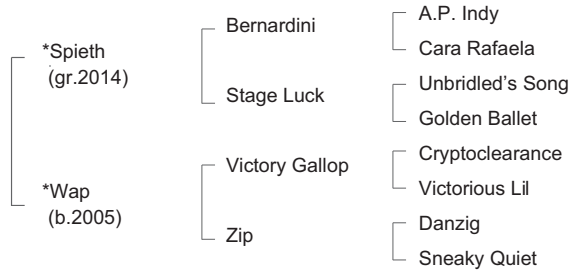 *Spieth
(gr.2014)
Bernardini
A.P. Indy
Cara Rafaela
Stage Luck
Unbridled’s Song
Golden Ballet
*Wap
(b.2005)
Victory Gallop
Cryptoclearance
Victorious Lil
Zip
Danzig
Sneaky Quiet